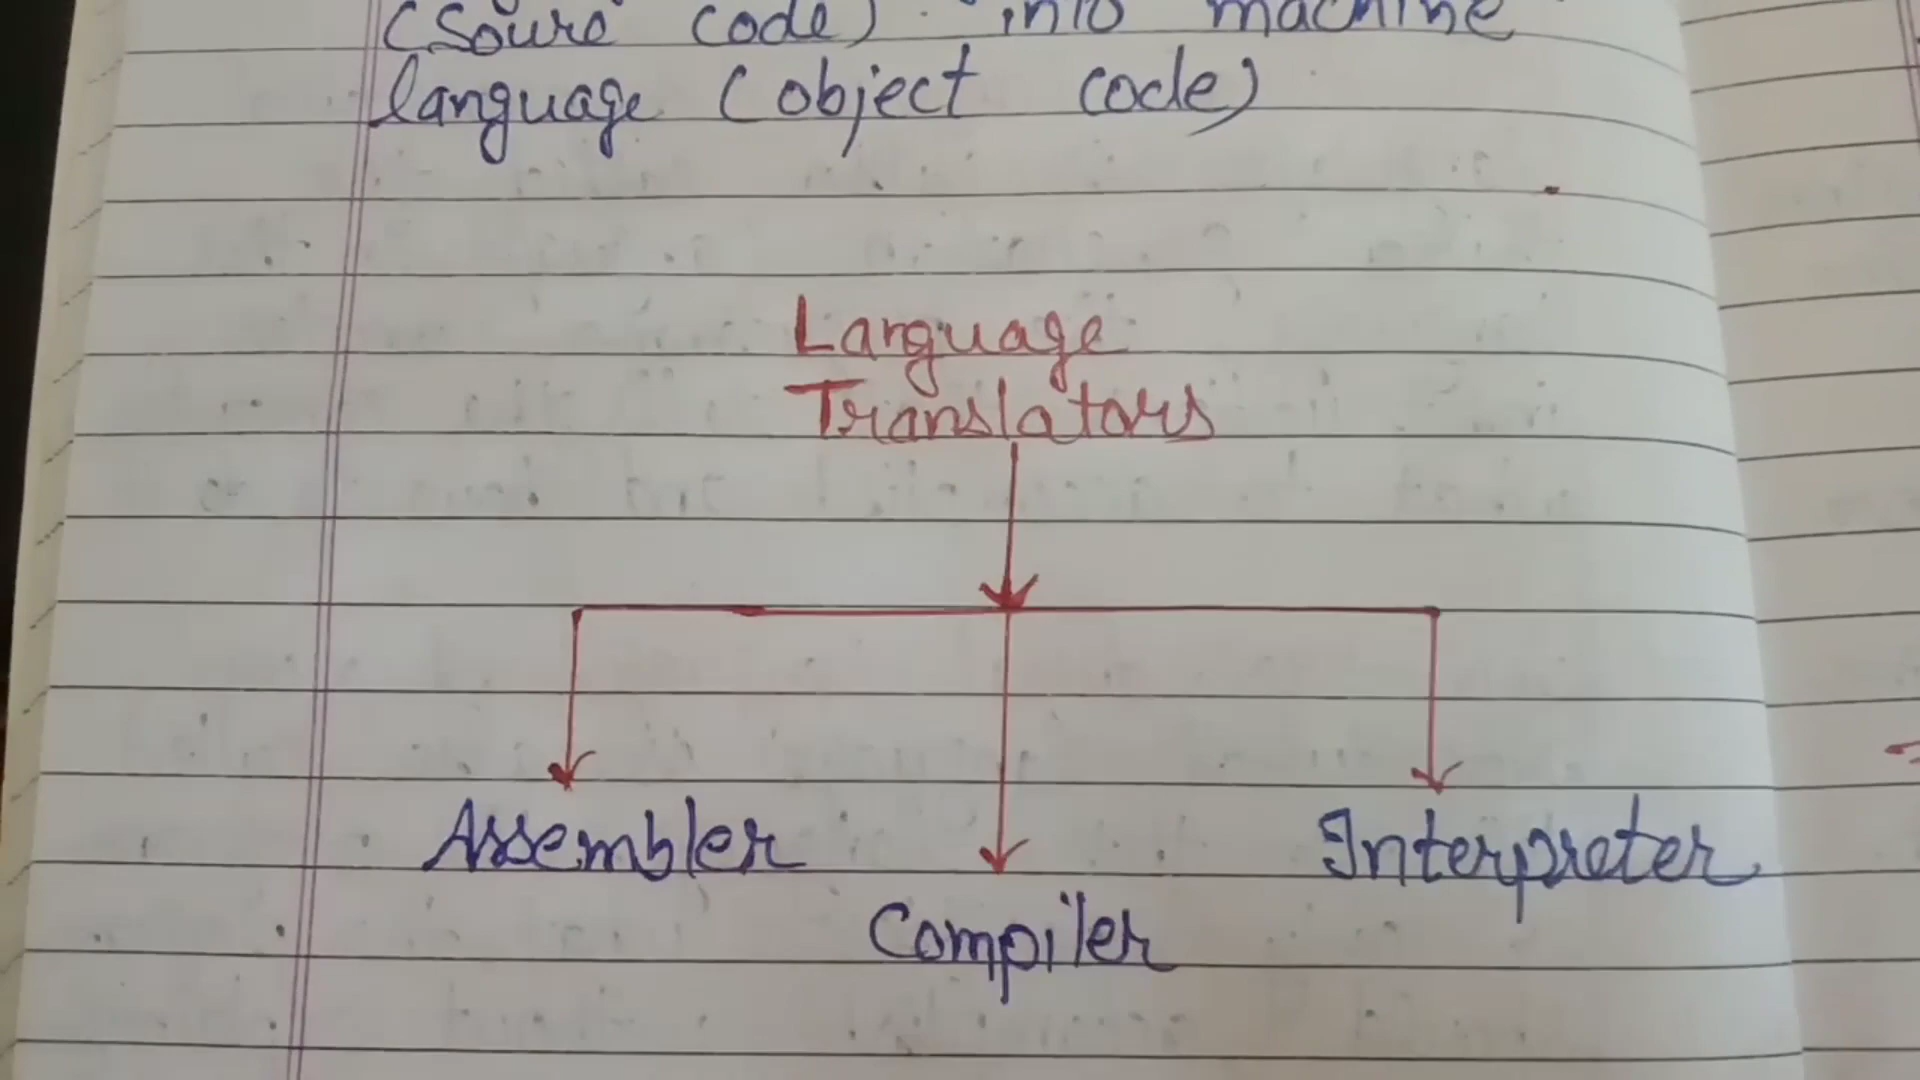 (Soure code) into machine
language (object code)
Language
Translators
Assembler
Interpreter
Compiler